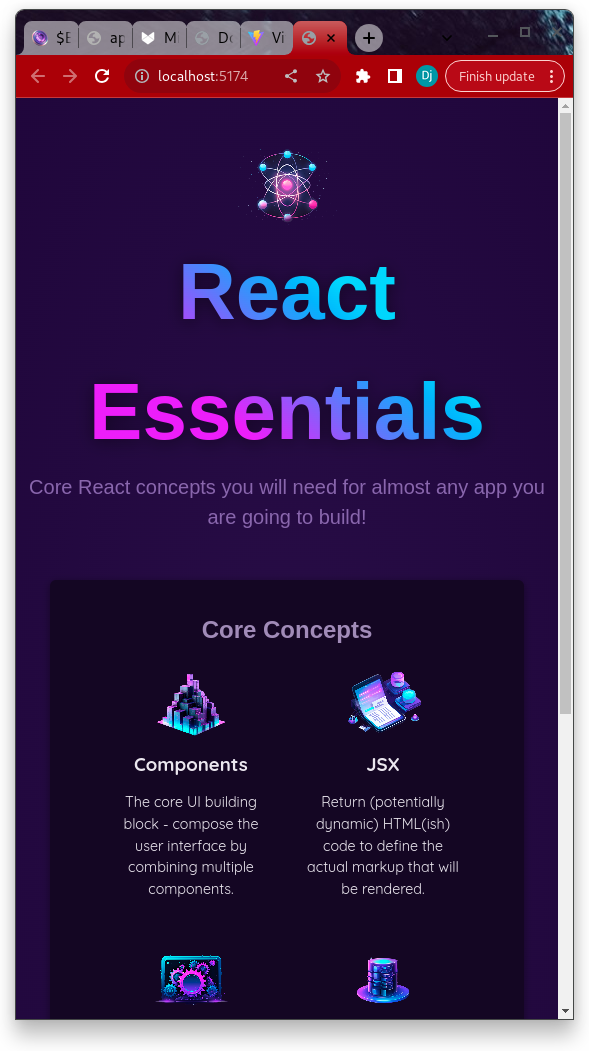 $E
ap
Dj
localhost:5174
Finish update
React
Essentials
Core React concepts you will need for almost any app you
are going to build!
Core Concepts
Components
JSX
The core UI building
block - compose the
user interface by
combining multiple
components.
Return (potentially
dynamic) HTML(ish)
code to define the
actual markup that will
be rendered.